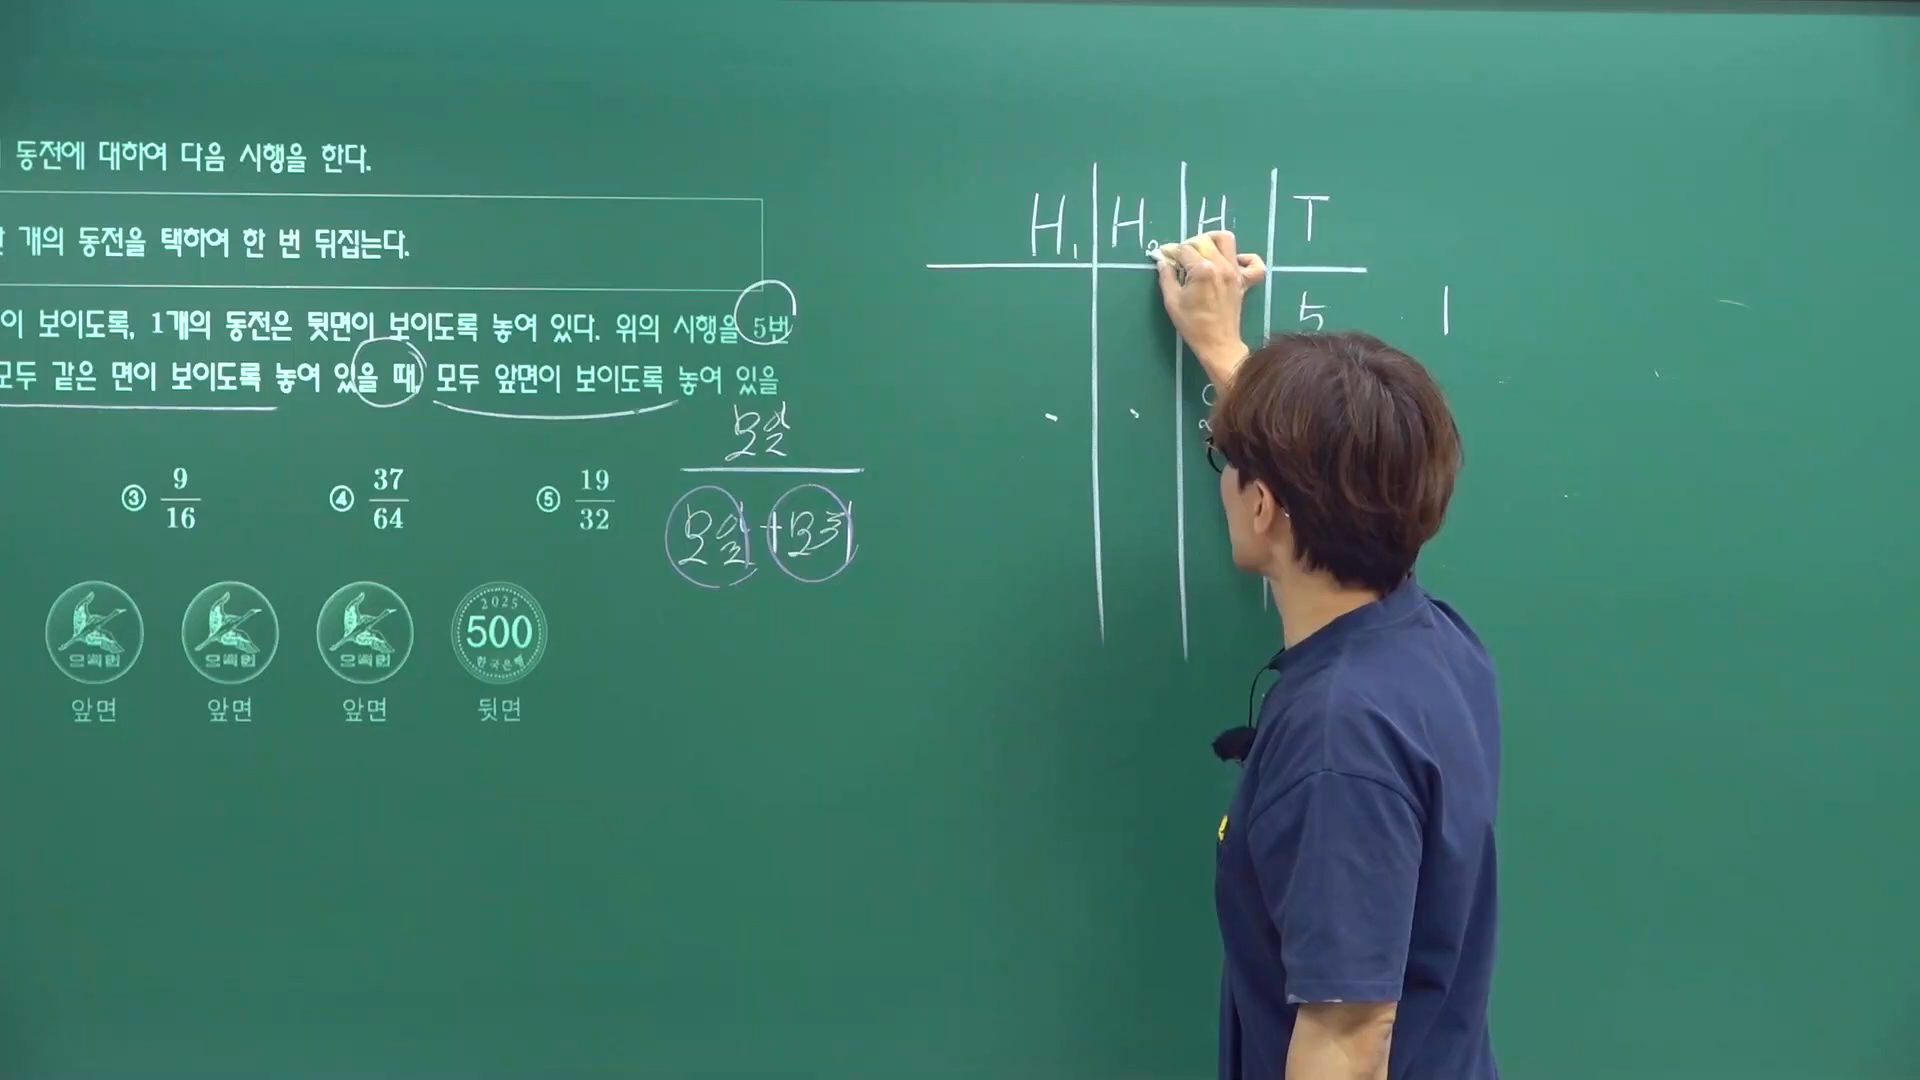 동전에 대하여 다음 시행을 한다.
개의 동전을 택하여 한 번 뒤집는다.
이 보이도록, 1개의 동전은 뒷면이 보이도록 놓여 있다. 위의 시행을 5번
모두 같은 면이 보이도록 놓여 있을 때, 모두 앞면이 보이도록 놓여 있을
③ 9/16 ④ 37/64 ⑤ 19/32
2025
500
한국은행
앞면 앞면 앞면 뒷면
모앞
모앞 + 모뒤
H₁ H₂ H T
5 1